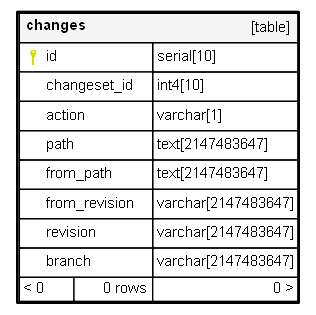 changes [table]
id serial[10]
changeset_id int4[10]
action varchar[1]
path text[2147483647]
from_path text[2147483647]
from_revision varchar[2147483647]
revision varchar[2147483647]
branch varchar[2147483647]
< 0 0 rows 0 >